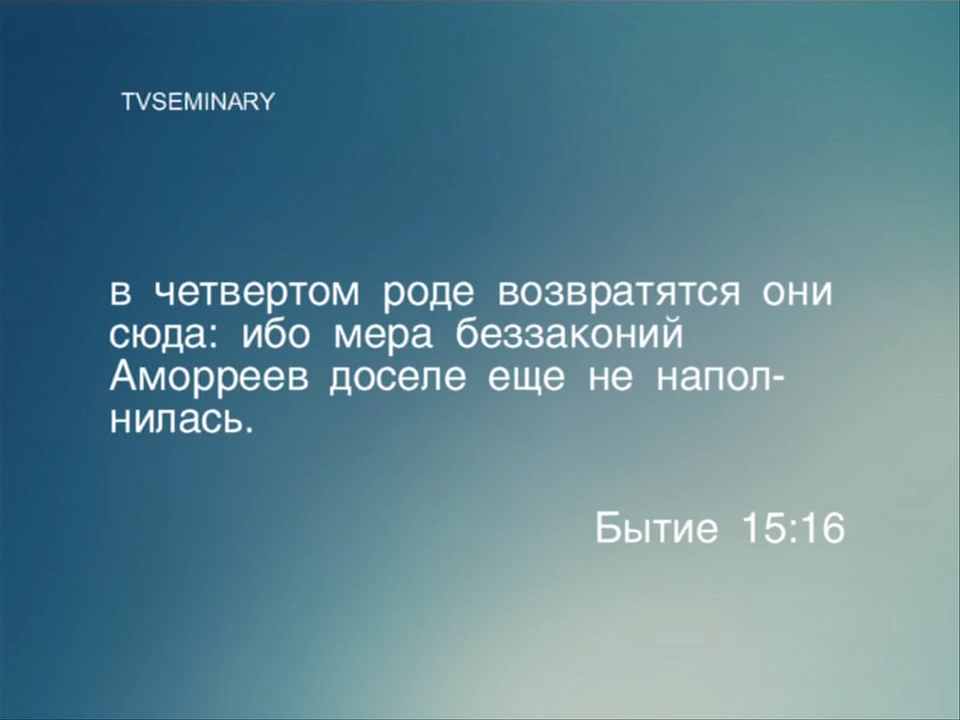 TVSEMINARY
в четвертом роде возвратятся они
сюда: ибо мера беззаконий
Аморреев доселе еще не напол-
нилась.
Бытие 15:16